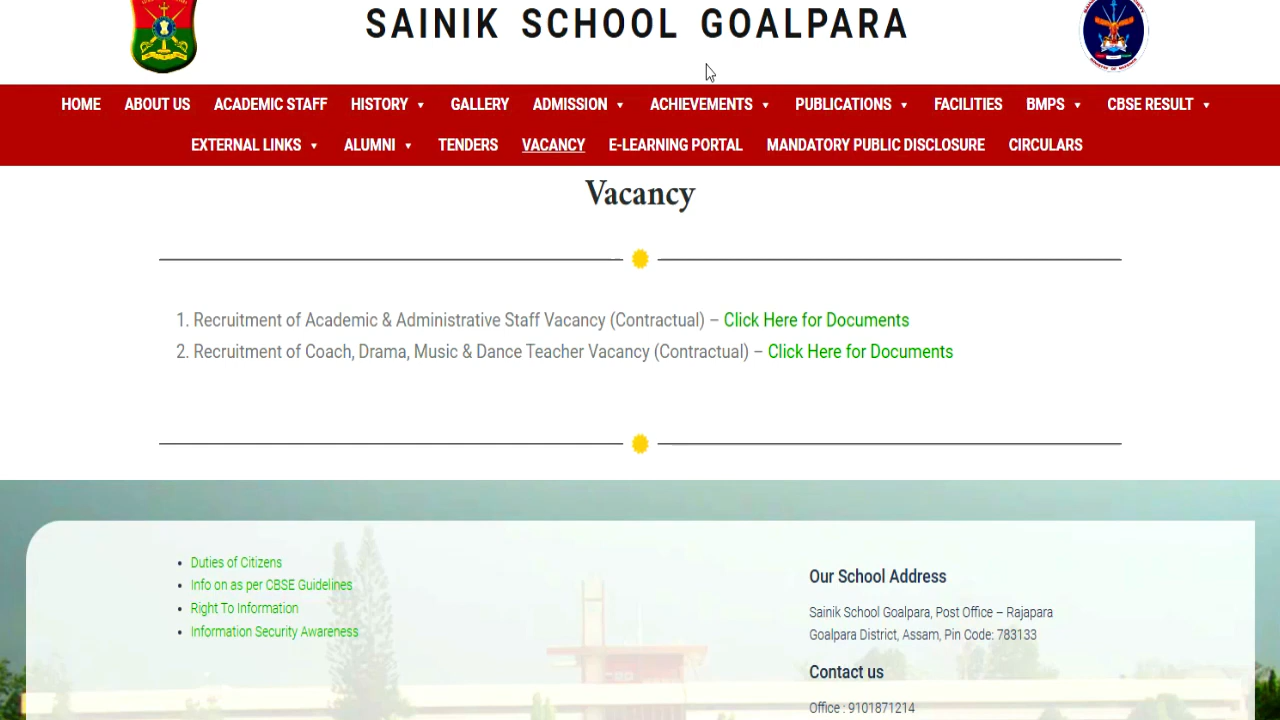 SAINIK SCHOOL GOALPARA
HOME ABOUT US ACADEMIC STAFF HISTORY GALLERY ADMISSION ACHIEVEMENTS PUBLICATIONS FACILITIES BMPS CBSE RESULT
EXTERNAL LINKS ALUMNI TENDERS VACANCY E-LEARNING PORTAL MANDATORY PUBLIC DISCLOSURE CIRCULARS
Vacancy
1. Recruitment of Academic & Administrative Staff Vacancy (Contractual) – Click Here for Documents
2. Recruitment of Coach, Drama, Music & Dance Teacher Vacancy (Contractual) – Click Here for Documents
• Duties of Citizens
• Info on as per CBSE Guidelines
• Right To Information
• Information Security Awareness
Our School Address
Sainik School Goalpara, Post Office – Rajapara
Goalpara District, Assam, Pin Code: 783133
Contact us
Office : 9101871214